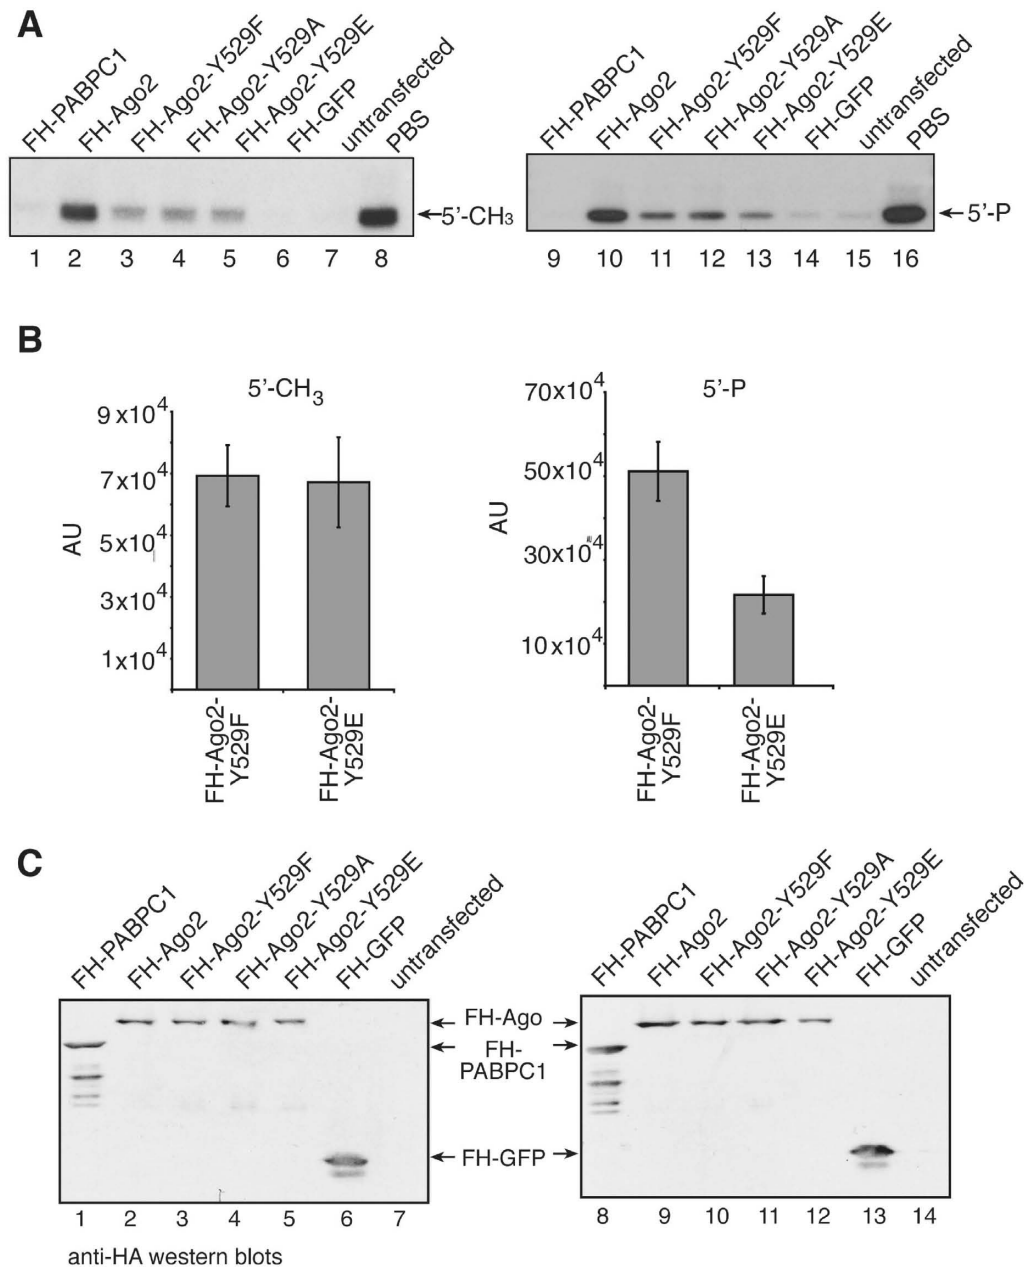 A
FH-PABPC1
FH-Ago2
FH-Ago2-Y529F
FH-Ago2-Y529A
FH-Ago2-Y529E
FH-GFP
untransfected
PBS
←5’-CH3
1 2 3 4 5 6 7 8
FH-PABPC1
FH-Ago2
FH-Ago2-Y529F
FH-Ago2-Y529A
FH-Ago2-Y529E
FH-GFP
untransfected
PBS
←5’-P
9 10 11 12 13 14 15 16
B
5’-CH3
9x10^4
7x10^4
5x10^4
3x10^4
1x10^4
AU
FH-Ago2-
Y529F
FH-Ago2-
Y529E
5’-P
70x10^4
50x10^4
30x10^4
10x10^4
AU
FH-Ago2-
Y529F
FH-Ago2-
Y529E
C
FH-PABPC1
FH-Ago2
FH-Ago2-Y529F
FH-Ago2-Y529A
FH-Ago2-Y529E
FH-GFP
untransfected
← FH-Ago →
← FH- →
PABPC1
← FH-GFP →
1 2 3 4 5 6 7
FH-PABPC1
FH-Ago2
FH-Ago2-Y529F
FH-Ago2-Y529A
FH-Ago2-Y529E
FH-GFP
untransfected
8 9 10 11 12 13 14
anti-HA western blots